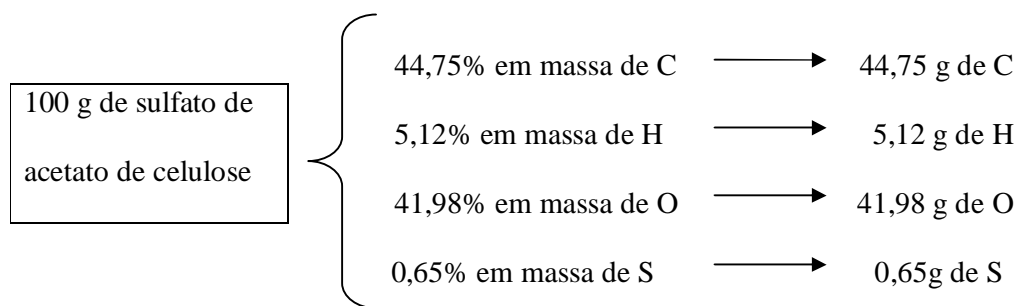 100 g de sulfato de
acetato de celulose
44,75% em massa de C 44,75 g de C
5,12% em massa de H 5,12 g de H
41,98% em massa de O 41,98 g de O
0,65% em massa de S 0,65g de S